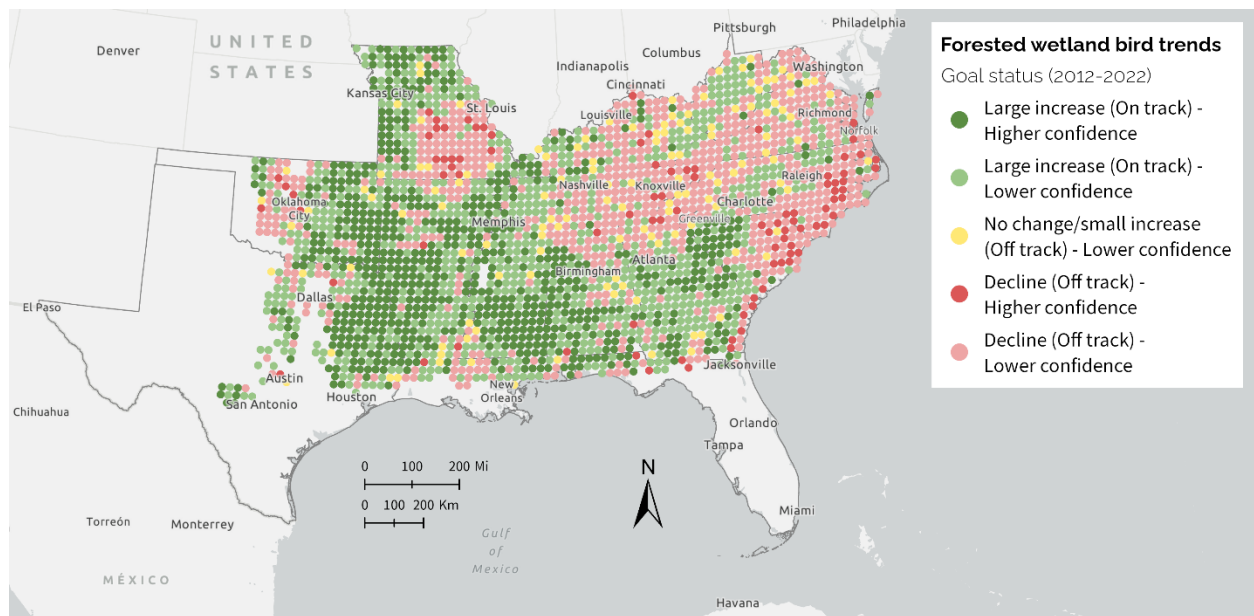 Philadelphia
Pittsburgh
Denver
UNITED
STATES
Columbus
Washington
Indianapolis
Cincinnati
Kansas City
St. Louis
Louisville
Richmond
Norfolk
Nashville
Knoxville
Raleigh
Oklahoma
City
Memphis
Charlotte
Greenville
Atlanta
Birmingham
Dallas
El Paso
Jacksonville
Austin
New
Orleans
San Antonio
Houston
Chihuahua
Orlando
Tampa
0 100 200 Mi
N
0 100 200 Km
Miami
Torreón
Monterrey
Gulf
of
Mexico
MÉXICO
Havana
Forested wetland bird trends
Goal status (2012-2022)
Large increase (On track) -
Higher confidence
Large increase (On track) -
Lower confidence
No change/small increase
(Off track) - Lower confidence
Decline (Off track) -
Higher confidence
Decline (Off track) -
Lower confidence